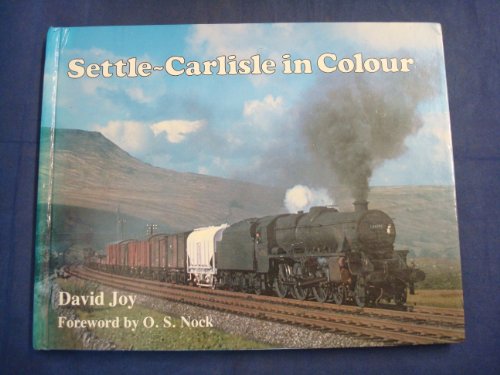 Settle~Carlisle in Colour
David Joy
Foreword by O. S. Nock